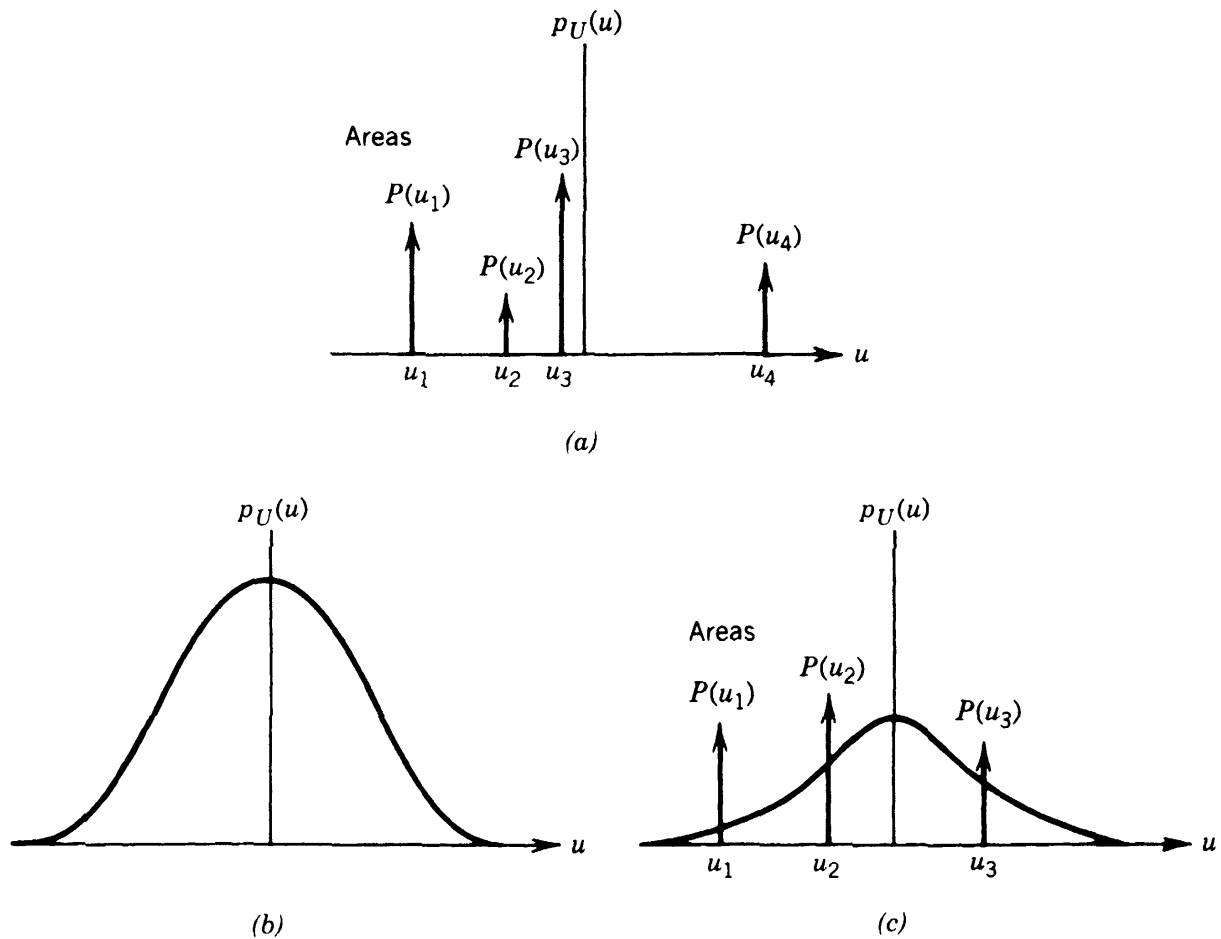 p_U(u)
Areas
P(u_3)
P(u_1)
P(u_4)
P(u_2)
u
u_1 u_2 u_3 u_4
(a)
p_U(u)
u
(b)
p_U(u)
Areas
P(u_2)
P(u_1)
P(u_3)
u
u_1 u_2 u_3
(c)